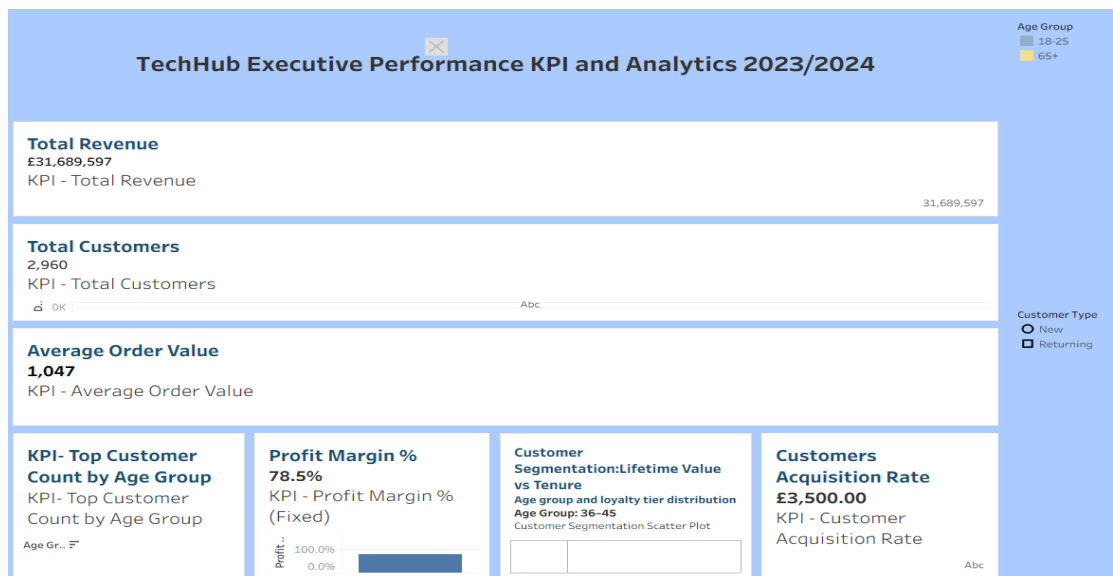 TechHub Executive Performance KPI and Analytics 2023/2024
Age Group
18-25
65+
Total Revenue
£31,689,597
KPI - Total Revenue
31,689,597
Total Customers
2,960
KPI - Total Customers
D..
0K
Abc
Customer Type
New
Returning
Average Order Value
1,047
KPI - Average Order Value
KPI- Top Customer
Count by Age Group
KPI- Top Customer
Count by Age Group
Age Gr..
Profit Margin %
78.5%
KPI - Profit Margin %
(Fixed)
Profit..
100.0%
0.0%
Customer
Segmentation:Lifetime Value
vs Tenure
Age group and loyalty tier distribution
Age Group: 36–45
Customer Segmentation Scatter Plot
Customers
Acquisition Rate
£3,500.00
KPI - Customer
Acquisition Rate
Abc